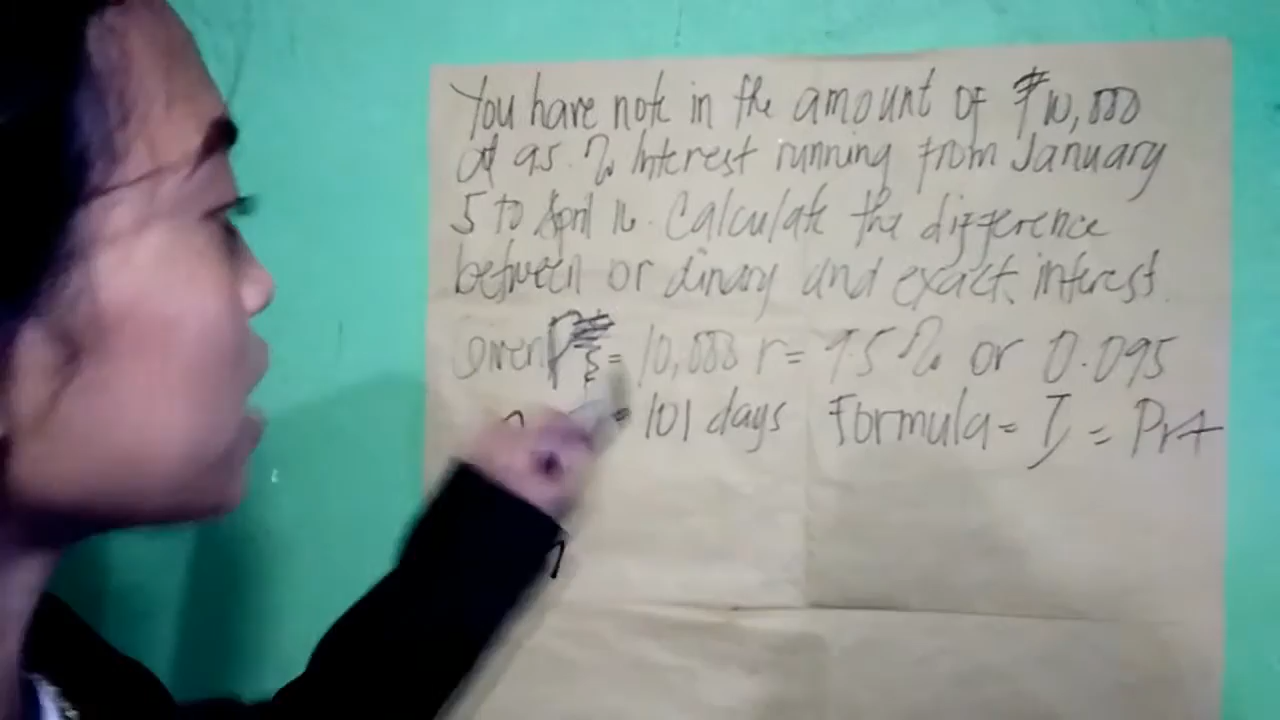 You have note in the amount of ₱10,000
at 9.5 % Interest running from January
5 to April 16. Calculate the difference
between or dinary and exact interest.
Given P = 10,000 r = 9.5 % or 0.095
= 101 days Formula = I = Prt